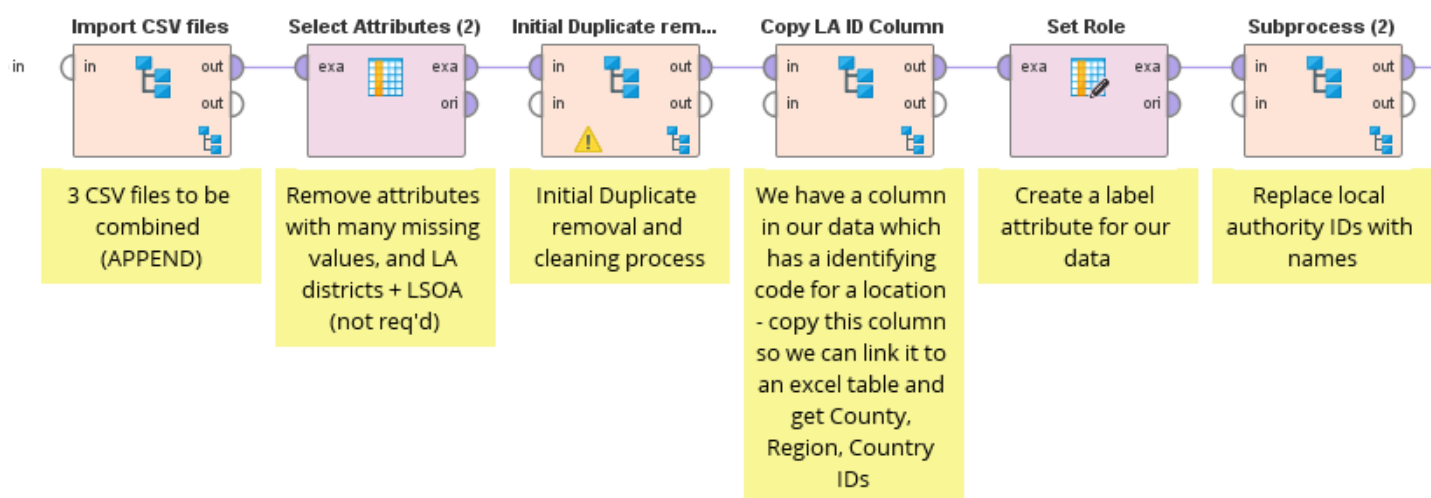 Import CSV files
Select Attributes (2)
Initial Duplicate rem...
Copy LA ID Column
Set Role
Subprocess (2)
in
in
out
out
exa
exa
ori
in
out
in
out
in
out
in
out
exa
exa
ori
in
out
in
out
3 CSV files to be
combined
(APPEND)
Remove attributes
with many missing
values, and LA
districts + LSOA
(not req'd)
Initial Duplicate
removal and
cleaning process
We have a column
in our data which
has a identifying
code for a location
- copy this column
so we can link it to
an excel table and
get County,
Region, Country
IDs
Create a label
attribute for our
data
Replace local
authority IDs with
names